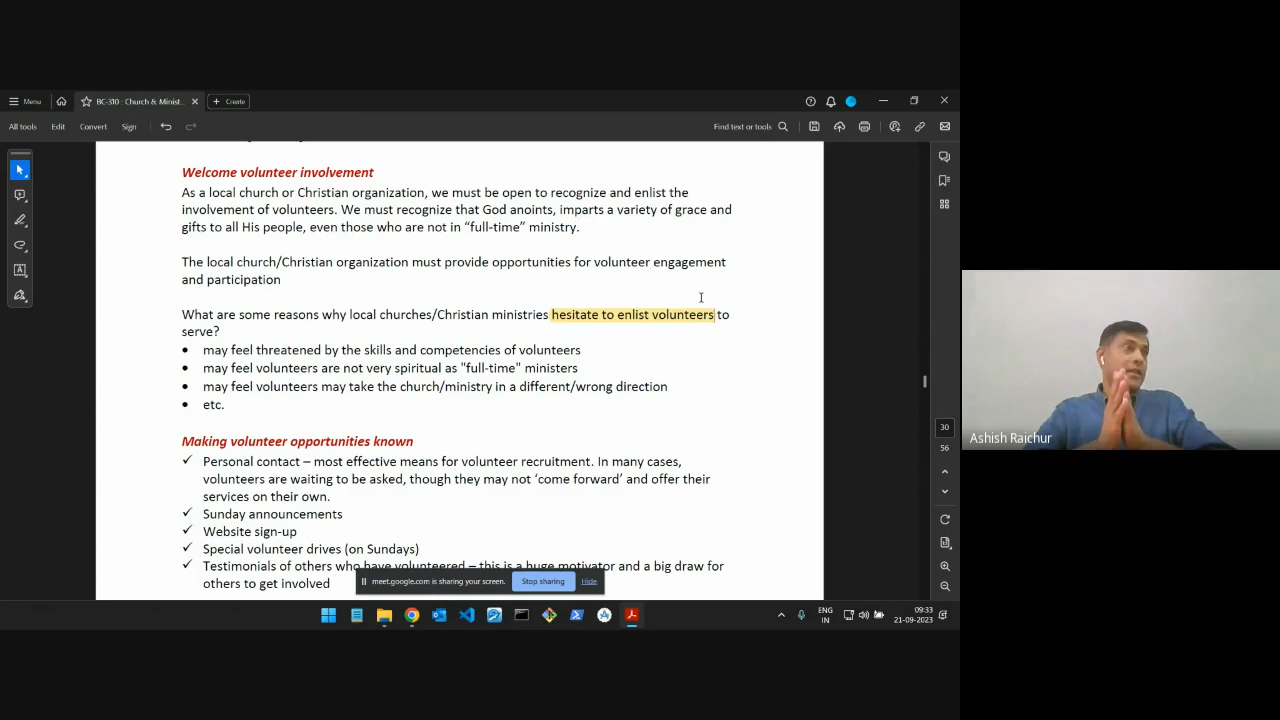 Menu
BC-310 : Church & Minist...
Create
All tools
Edit
Convert
Sign
Find text or tools
Welcome volunteer involvement
As a local church or Christian organization, we must be open to recognize and enlist the
involvement of volunteers. We must recognize that God anoints, imparts a variety of grace and
gifts to all His people, even those who are not in “full-time” ministry.
The local church/Christian organization must provide opportunities for volunteer engagement
and participation
What are some reasons why local churches/Christian ministries hesitate to enlist volunteers to
serve?
• may feel threatened by the skills and competencies of volunteers
• may feel volunteers are not very spiritual as "full-time" ministers
• may feel volunteers may take the church/ministry in a different/wrong direction
• etc.
Making volunteer opportunities known
✓ Personal contact – most effective means for volunteer recruitment. In many cases,
volunteers are waiting to be asked, though they may not ‘come forward’ and offer their
services on their own.
✓ Sunday announcements
✓ Website sign-up
✓ Special volunteer drives (on Sundays)
✓ Testimonials of others who have volunteered – this is a huge motivator and a big draw for
others to get involved
meet.google.com is sharing your screen.
Stop sharing
Hide
30
56
Ashish Raichur
ENG
IN
09:33
21-09-2023